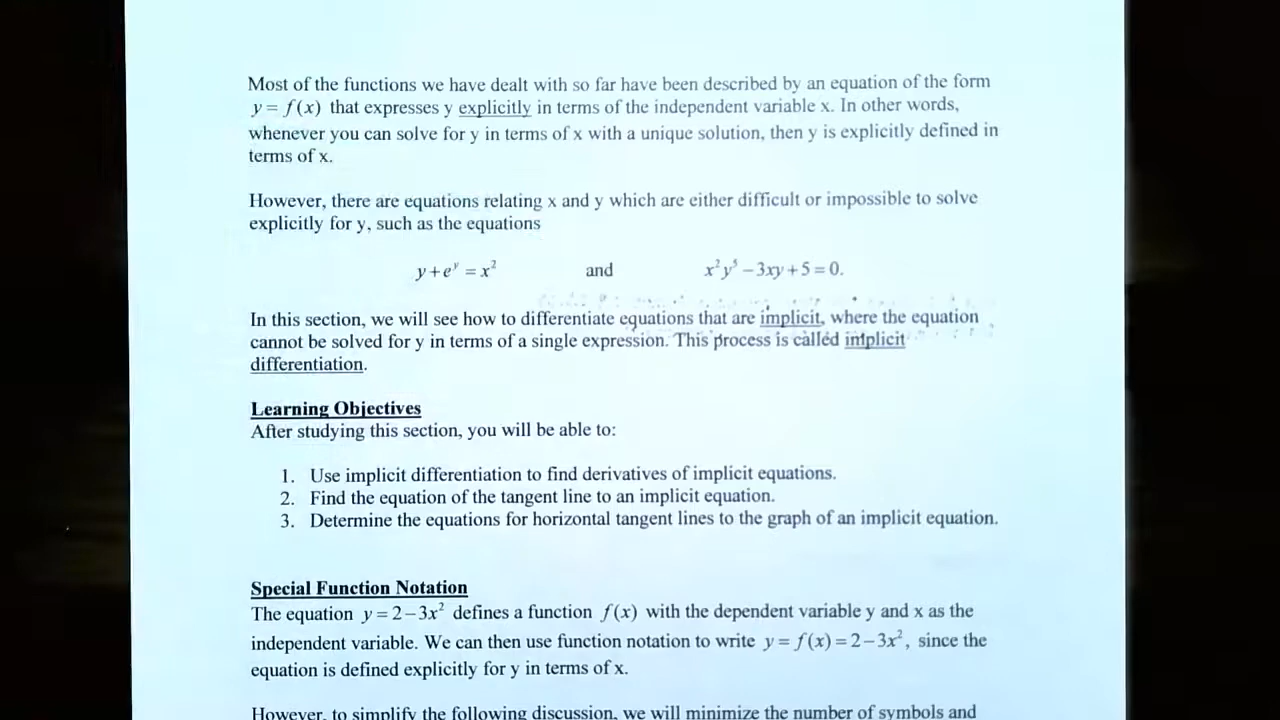 Most of the functions we have dealt with so far have been described by an equation of the form
y = f(x) that expresses y explicitly in terms of the independent variable x. In other words,
whenever you can solve for y in terms of x with a unique solution, then y is explicitly defined in
terms of x.
However, there are equations relating x and y which are either difficult or impossible to solve
explicitly for y, such as the equations
y + eʸ = x² and x²y⁵ − 3xy + 5 = 0.
In this section, we will see how to differentiate equations that are implicit, where the equation
cannot be solved for y in terms of a single expression. This process is called implicit
differentiation.
Learning Objectives
After studying this section, you will be able to:
1. Use implicit differentiation to find derivatives of implicit equations.
2. Find the equation of the tangent line to an implicit equation.
3. Determine the equations for horizontal tangent lines to the graph of an implicit equation.
Special Function Notation
The equation y = 2 − 3x² defines a function f(x) with the dependent variable y and x as the
independent variable. We can then use function notation to write y = f(x) = 2 − 3x², since the
equation is defined explicitly for y in terms of x.
However, to simplify the following discussion, we will minimize the number of symbols and